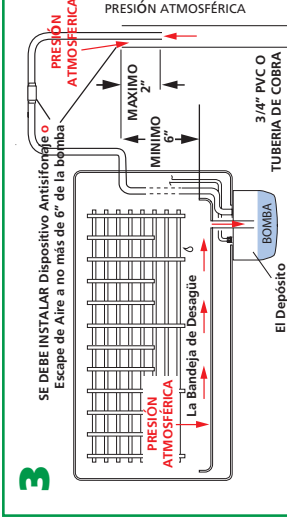 3
SE DEBE INSTALAR Dispositivo Antisifonaje o
Escape de Aire a no más de 6" de la bomba
PRESIÓN
ATMOSFÉRICA
PRESIÓN ATMOSFÉRICA
MAXIMO
2"
MINIMO
6"
3/4" PVC O
TUBERIA DE COBRA
PRESIÓN
ATMOSFÉRICA
La Bandeja de Desagüe
BOMBA
El Depósito